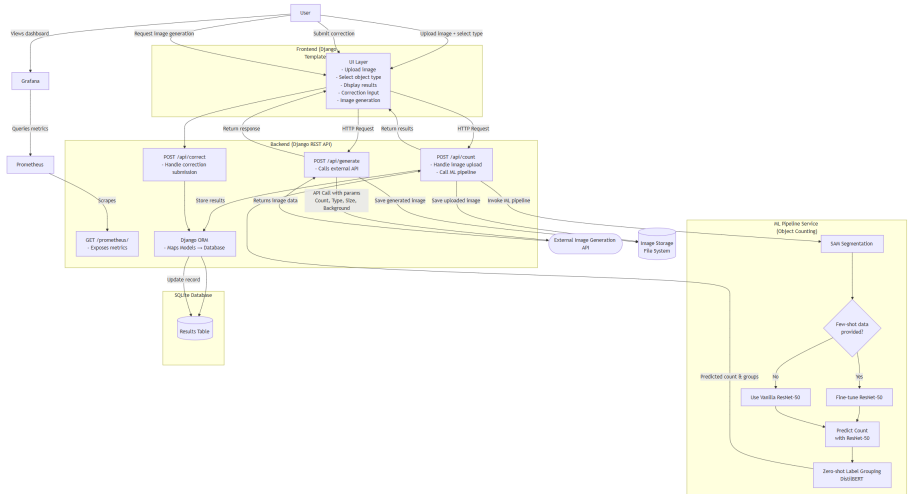 User
Views dashboard
Request image generation
Submit correction
Upload image + select type
Frontend (Django
Template
UI Layer
- Upload image
- Select object type
- Display results
- Correction input
- Image generation
Grafana
Queries metrics
Return response
HTTP Request
Return results
HTTP Request
Backend (Django REST API)
Prometheus
POST /api/correct
- Handle correction
submission
POST /api/generate
- Calls external API
POST /api/count
- Handle image upload
- Call ML pipeline
Scrapes
Store results
Returns image data
API Call with params
Count, Type, Size,
Background
Save generated image
Save uploaded image
Invoke ML pipeline
GET /prometheus/
- Exposes metrics
Django ORM
- Maps Models → Database
External Image Generation
API
Image Storage
File System
ML Pipeline Service
(Object Counting)
SAM Segmentation
Update record
SQLite Database
Results Table
Few-shot data
provided?
Predicted count & groups
No
Yes
Use Vanilla ResNet-50
Fine-tune ResNet-50
Predict Count
with ResNet-50
Zero-shot Label Grouping
DistilBERT